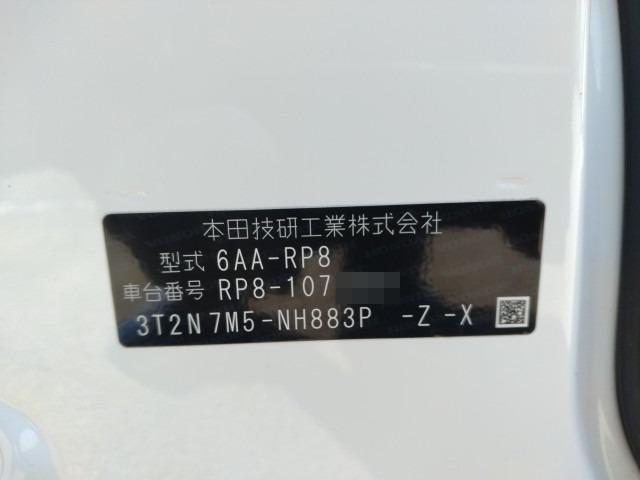 本田技研工業株式会社
型式 6AA-RP8
車台番号 RP8-107
3T2N7M5-NH883P -Z-X